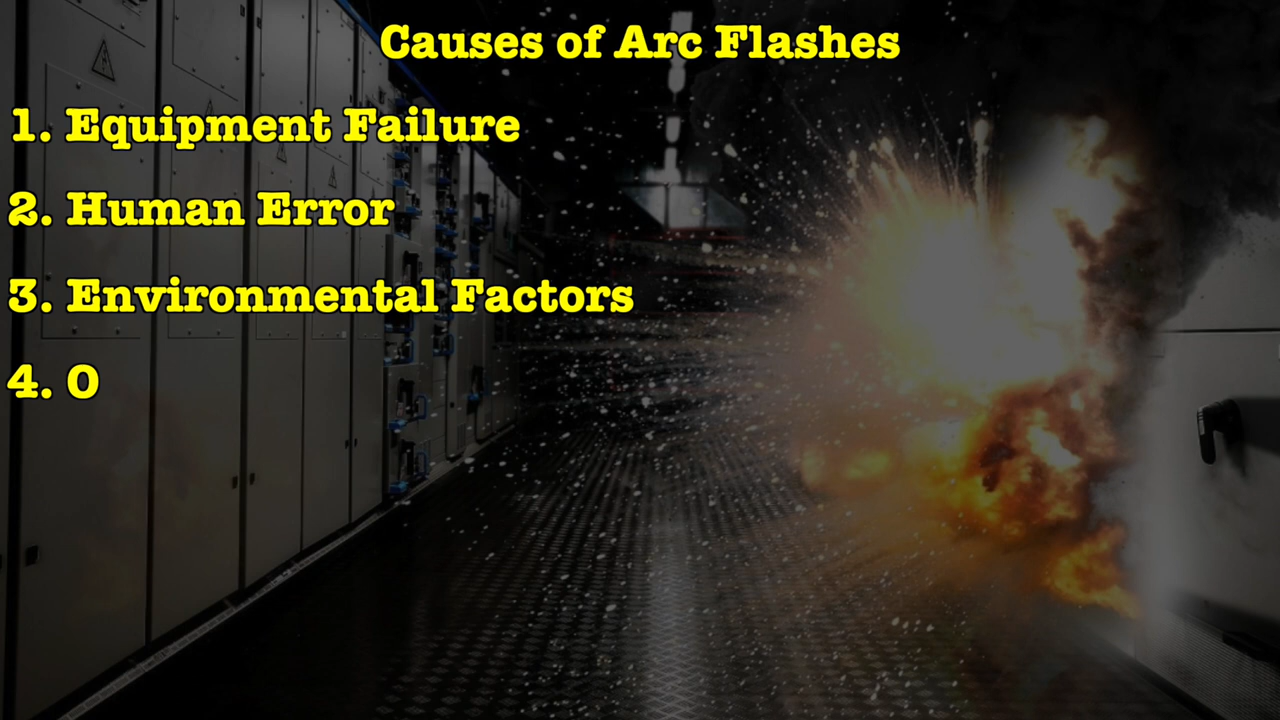 Causes of Arc Flashes
1. Equipment Failure
2. Human Error
3. Environmental Factors
4. O